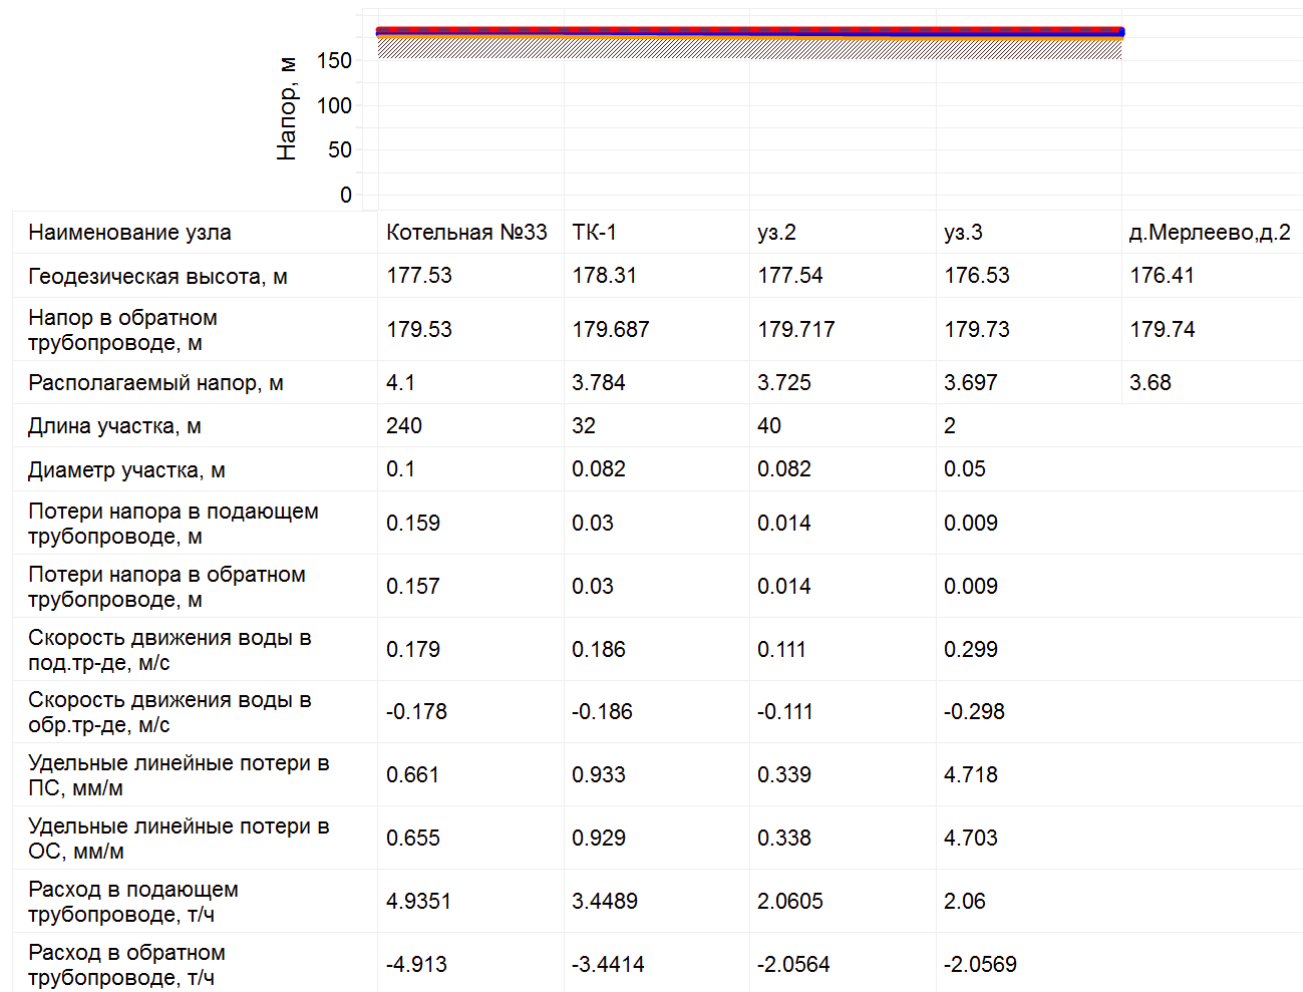 Напор, м
150
100
50
0
Наименование узла Котельная №33 ТК-1 уз.2 уз.3 д.Мерлеево,д.2
Геодезическая высота, м 177.53 178.31 177.54 176.53 176.41
Напор в обратном
трубопроводе, м 179.53 179.687 179.717 179.73 179.74
Располагаемый напор, м 4.1 3.784 3.725 3.697 3.68
Длина участка, м 240 32 40 2
Диаметр участка, м 0.1 0.082 0.082 0.05
Потери напора в подающем
трубопроводе, м 0.159 0.03 0.014 0.009
Потери напора в обратном
трубопроводе, м 0.157 0.03 0.014 0.009
Скорость движения воды в
под.тр-де, м/с 0.179 0.186 0.111 0.299
Скорость движения воды в
обр.тр-де, м/с -0.178 -0.186 -0.111 -0.298
Удельные линейные потери в
ПС, мм/м 0.661 0.933 0.339 4.718
Удельные линейные потери в
ОС, мм/м 0.655 0.929 0.338 4.703
Расход в подающем
трубопроводе, т/ч 4.9351 3.4489 2.0605 2.06
Расход в обратном
трубопроводе, т/ч -4.913 -3.4414 -2.0564 -2.0569